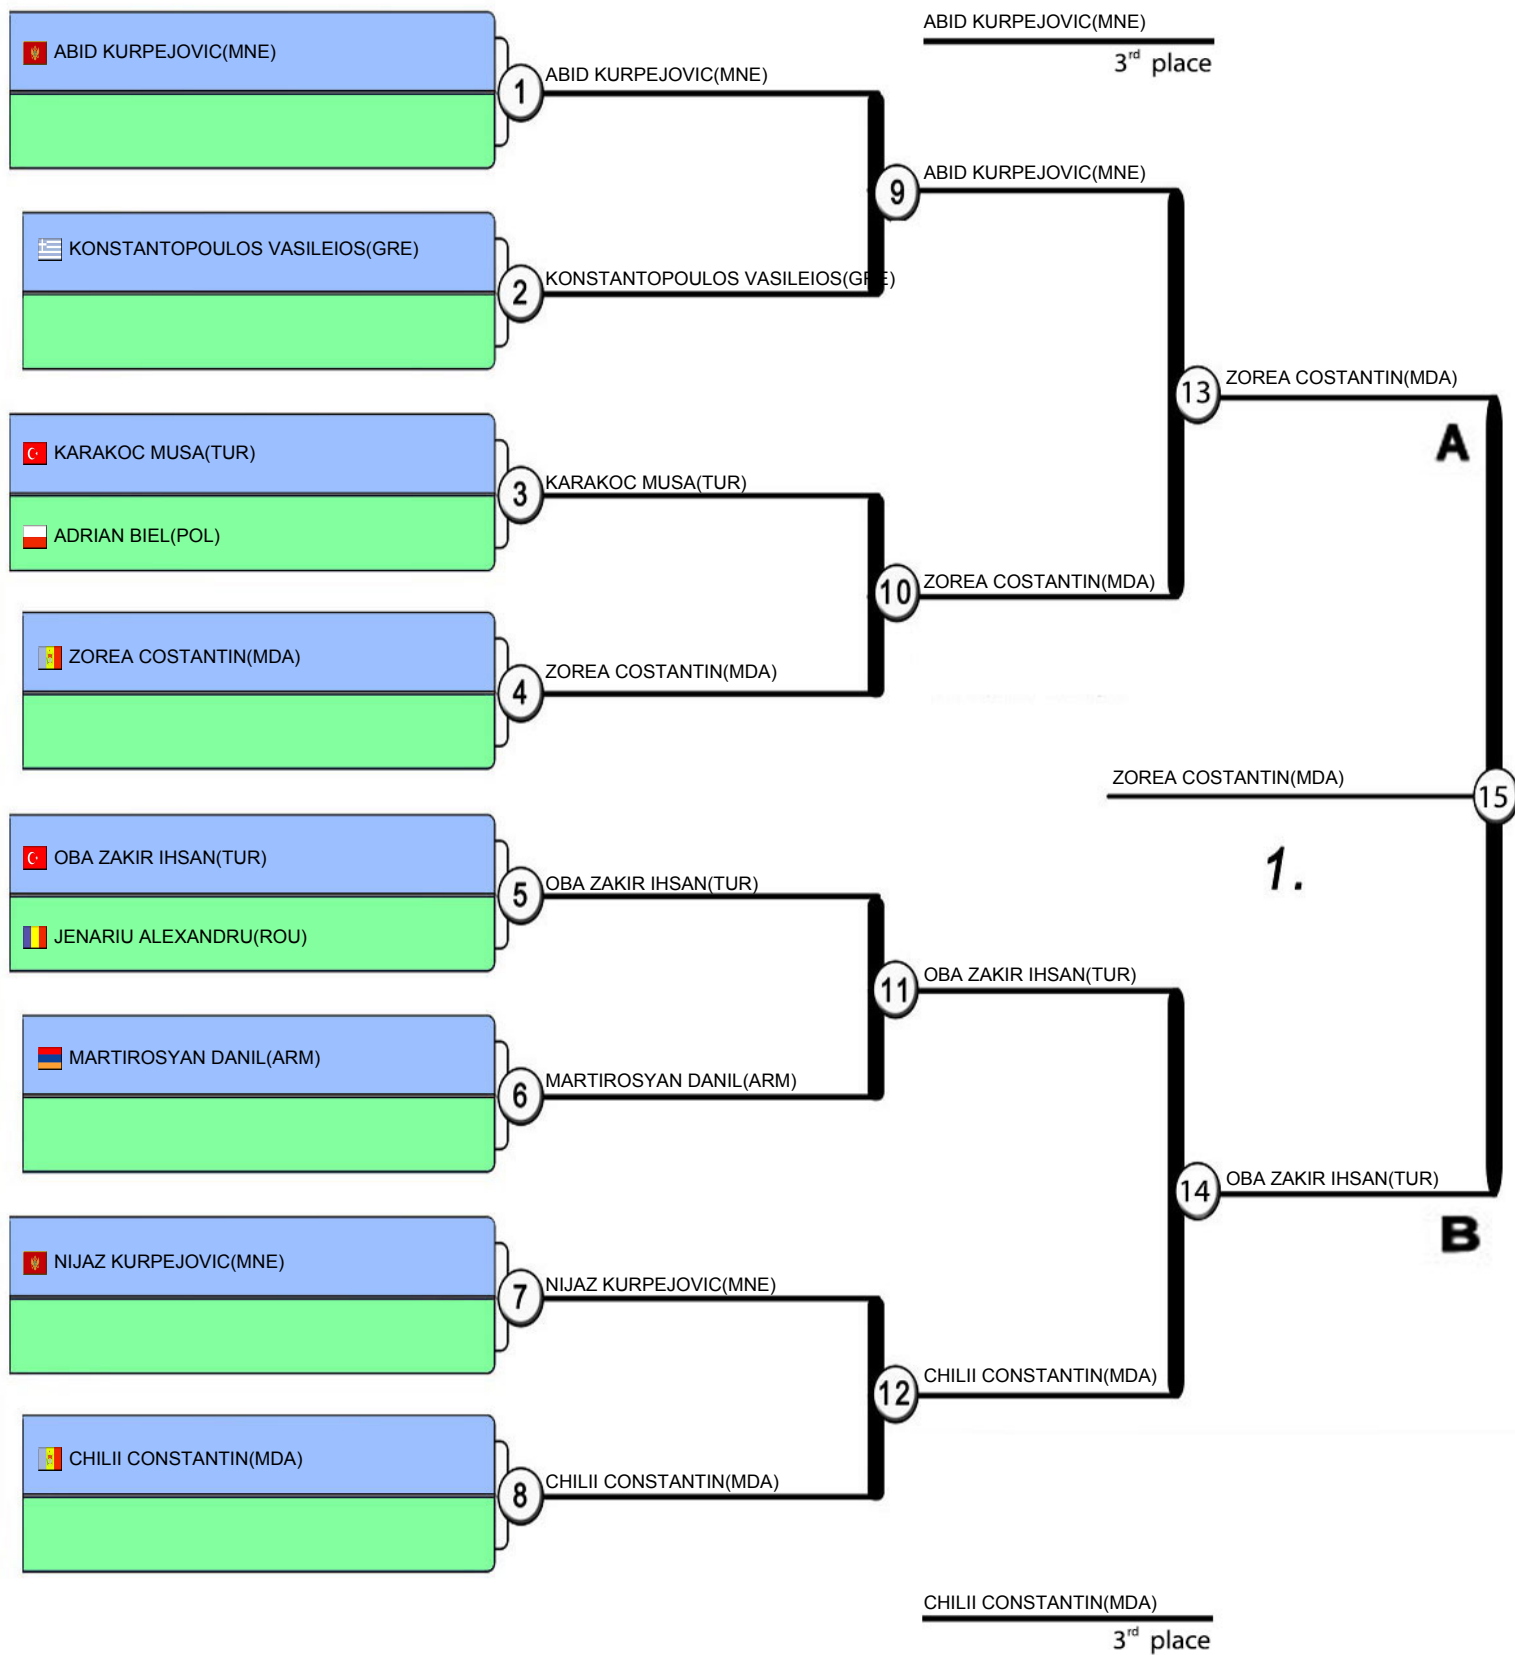 ABID KURPEJOVIC(MNE)
3rd place
ABID KURPEJOVIC(MNE)
1
ABID KURPEJOVIC(MNE)
9
ABID KURPEJOVIC(MNE)
KONSTANTOPOULOS VASILEIOS(GRE)
2
KONSTANTOPOULOS VASILEIOS(GRE)
13
ZOREA COSTANTIN(MDA)
A
KARAKOC MUSA(TUR)
ADRIAN BIEL(POL)
3
KARAKOC MUSA(TUR)
10
ZOREA COSTANTIN(MDA)
ZOREA COSTANTIN(MDA)
4
ZOREA COSTANTIN(MDA)
ZOREA COSTANTIN(MDA)
15
1.
OBA ZAKIR IHSAN(TUR)
JENARIU ALEXANDRU(ROU)
5
OBA ZAKIR IHSAN(TUR)
11
OBA ZAKIR IHSAN(TUR)
MARTIROSYAN DANIL(ARM)
6
MARTIROSYAN DANIL(ARM)
14
OBA ZAKIR IHSAN(TUR)
B
NIJAZ KURPEJOVIC(MNE)
7
NIJAZ KURPEJOVIC(MNE)
12
CHILII CONSTANTIN(MDA)
CHILII CONSTANTIN(MDA)
8
CHILII CONSTANTIN(MDA)
CHILII CONSTANTIN(MDA)
3rd place